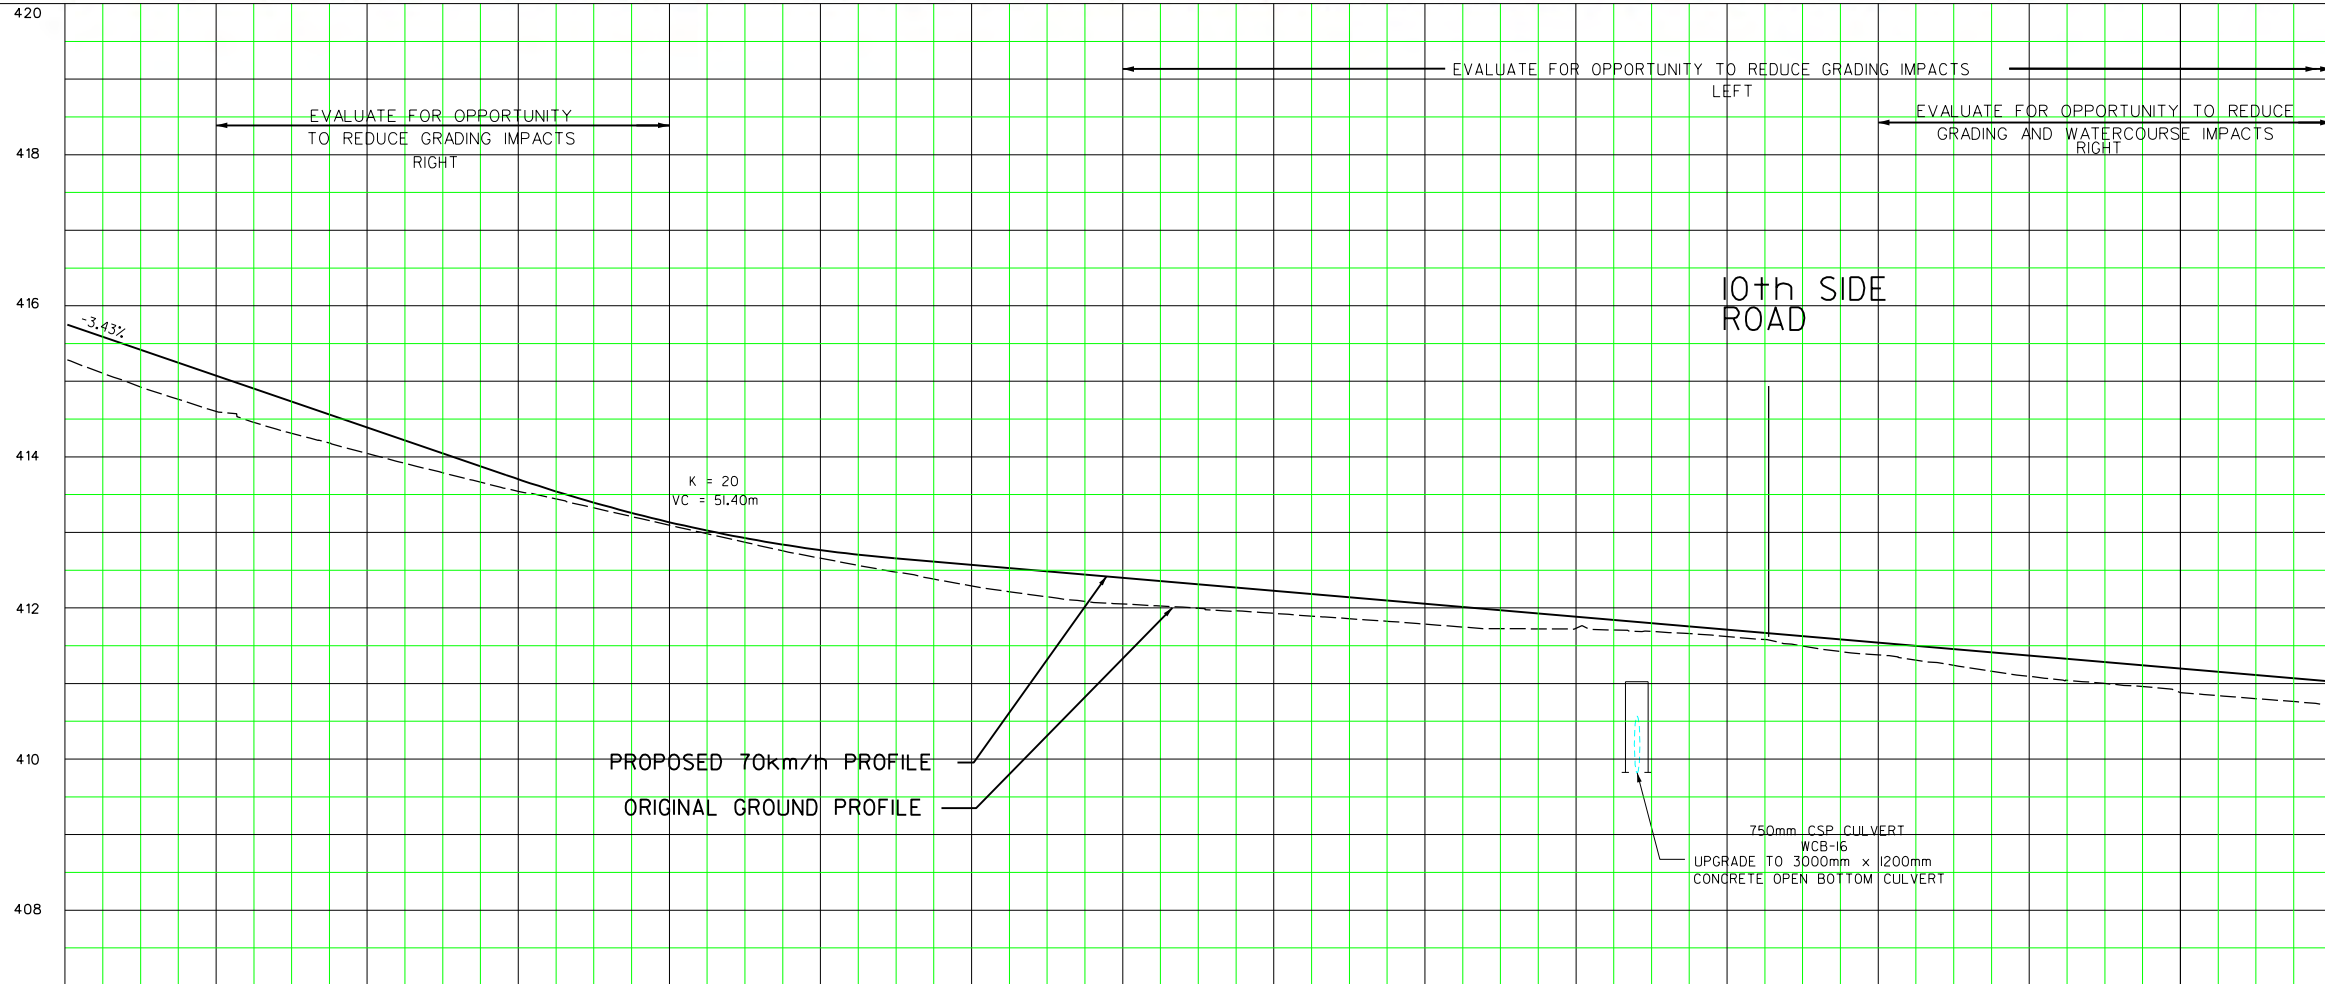 420
EVALUATE FOR OPPORTUNITY TO REDUCE GRADING IMPACTS
LEFT
EVALUATE FOR OPPORTUNITY
TO REDUCE GRADING IMPACTS
RIGHT
EVALUATE FOR OPPORTUNITY TO REDUCE
GRADING AND WATERCOURSE IMPACTS
RIGHT
418
416
10th SIDE
ROAD
-3.43%
414
K = 20
VC = 51.40m
412
410
PROPOSED 70km/h PROFILE
ORIGINAL GROUND PROFILE
750mm CSP CULVERT
WCB-16
UPGRADE TO 3000mm x 1200mm
CONCRETE OPEN BOTTOM CULVERT
408